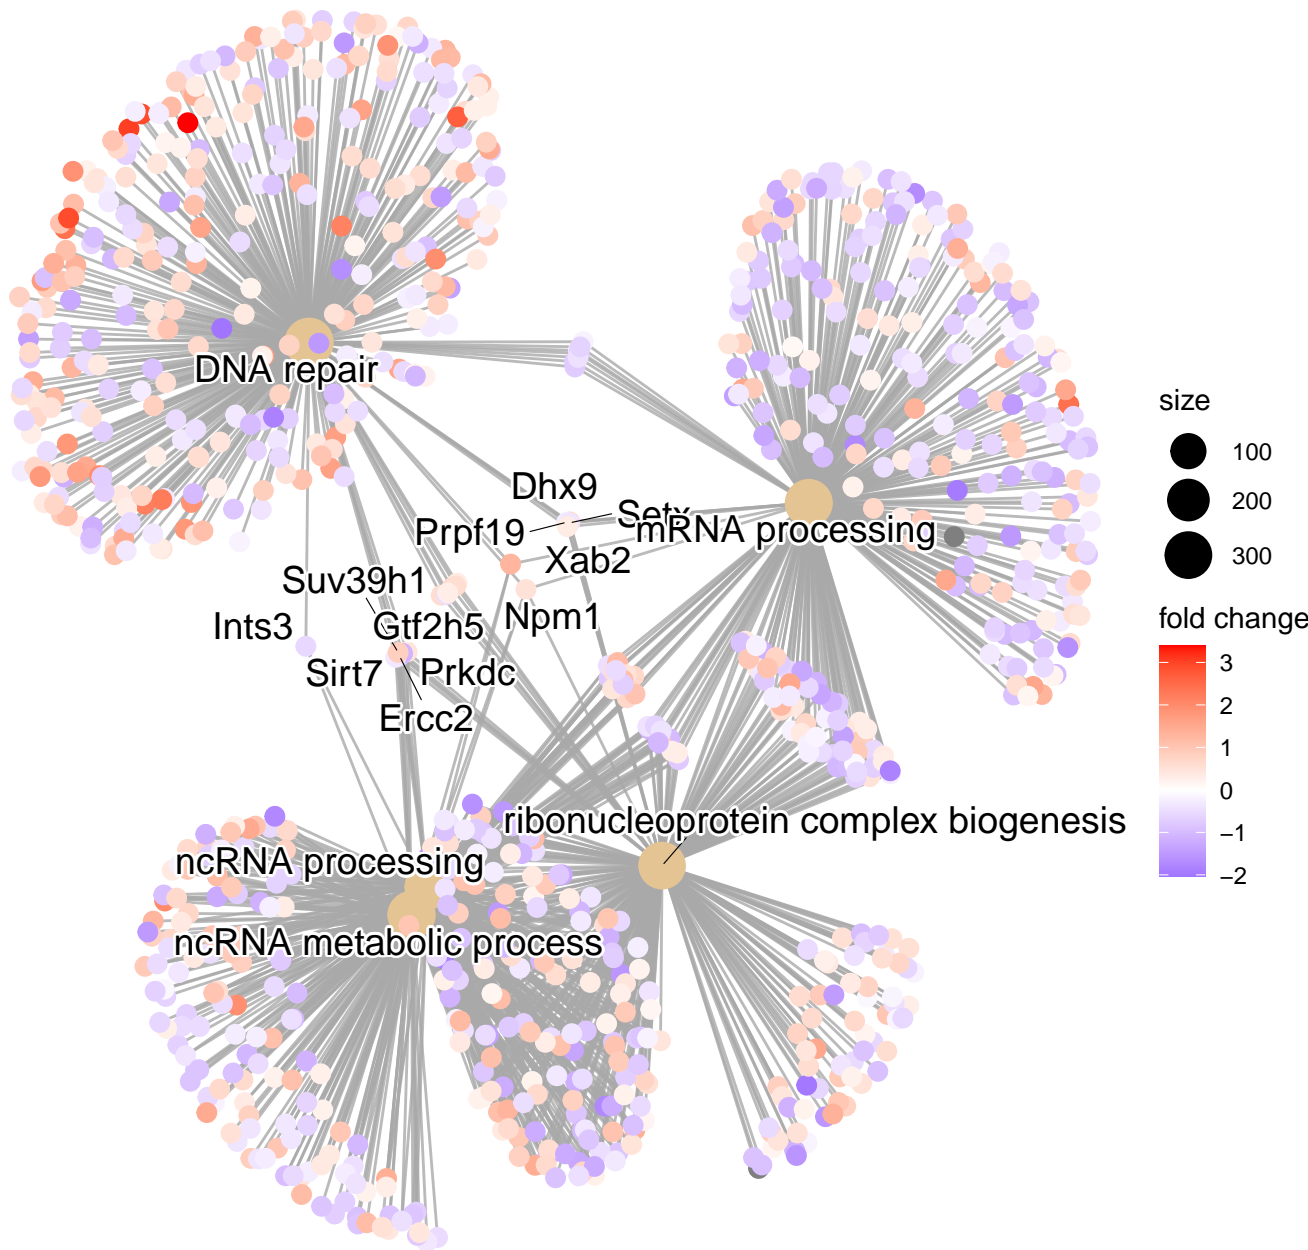 DNA repair
size
100
200
300
Dhx9
Setx
Prpf19
mRNA processing
Xab2
Suv39h1
Ints3
Gtf2h5
Npm1
Sirt7
Prkdc
Ercc2
fold change
3
2
1
0
−1
−2
ribonucleoprotein complex biogenesis
ncRNA processing
ncRNA metabolic process